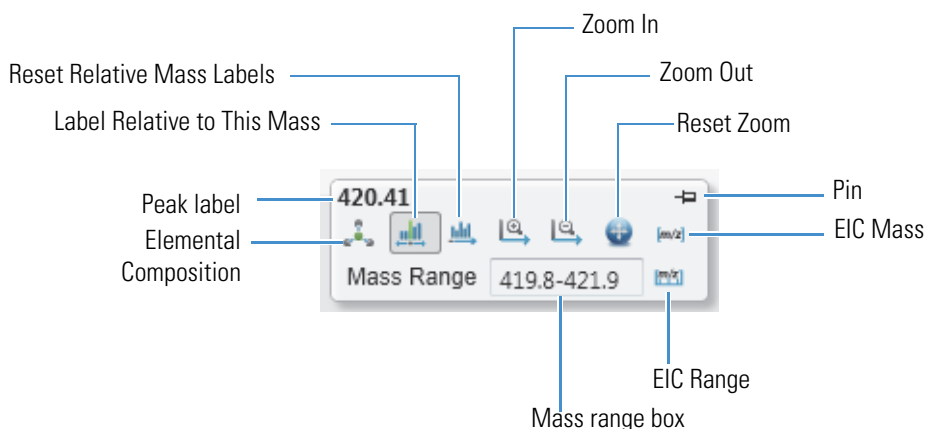 Zoom In
Reset Relative Mass Labels
Zoom Out
Label Relative to This Mass
Reset Zoom
Peak label
420.41
Pin
Elemental
Composition
[m/z]
EIC Mass
Mass Range 419.8-421.9 [m/z]
EIC Range
Mass range box